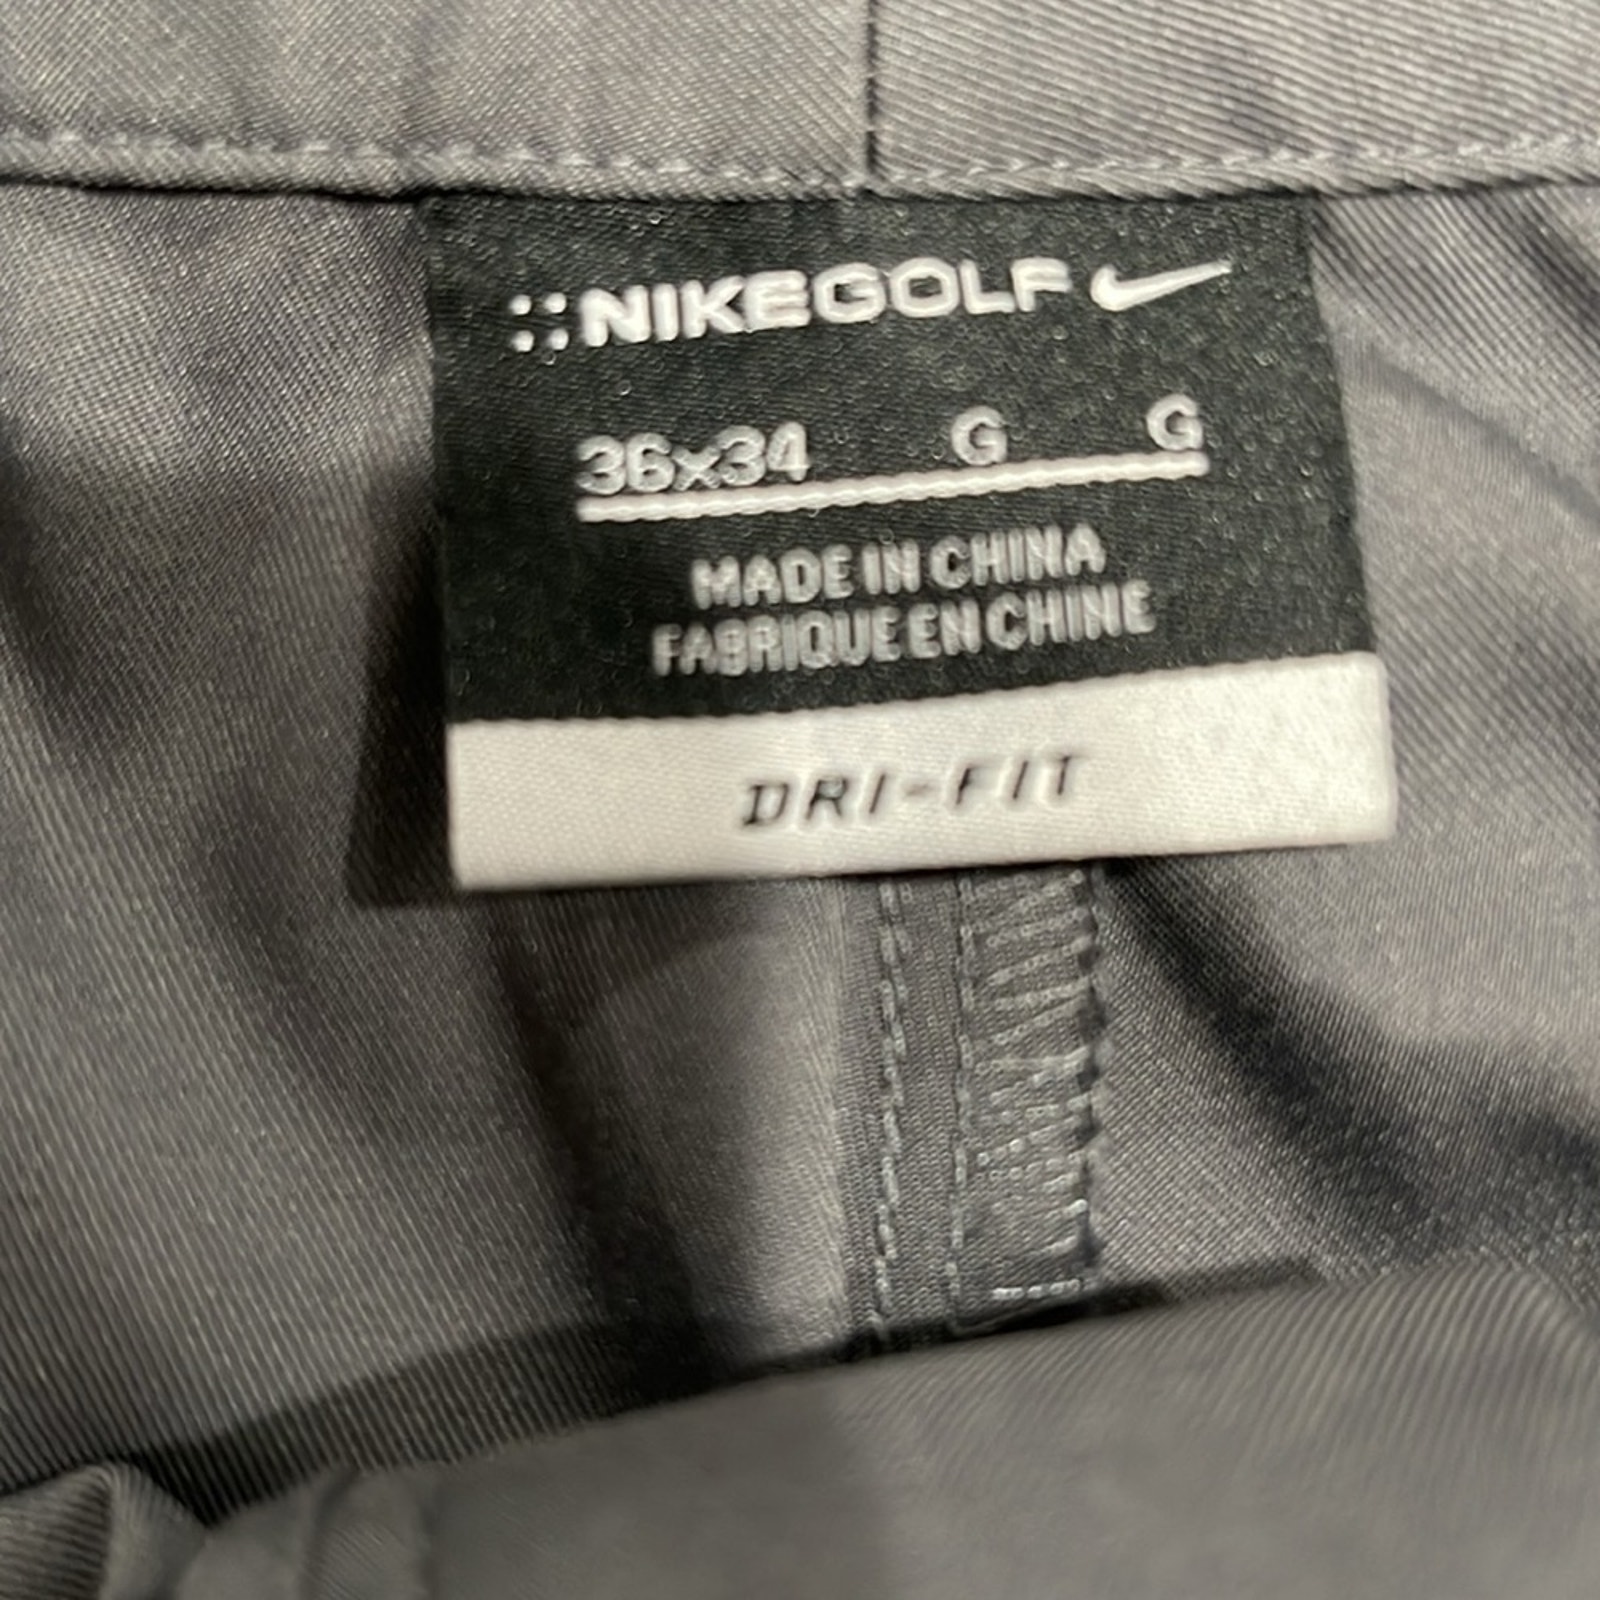 NIKEGOLF
36x34 G G
MADE IN CHINA
FABRIQUE EN CHINE
DRI-FIT